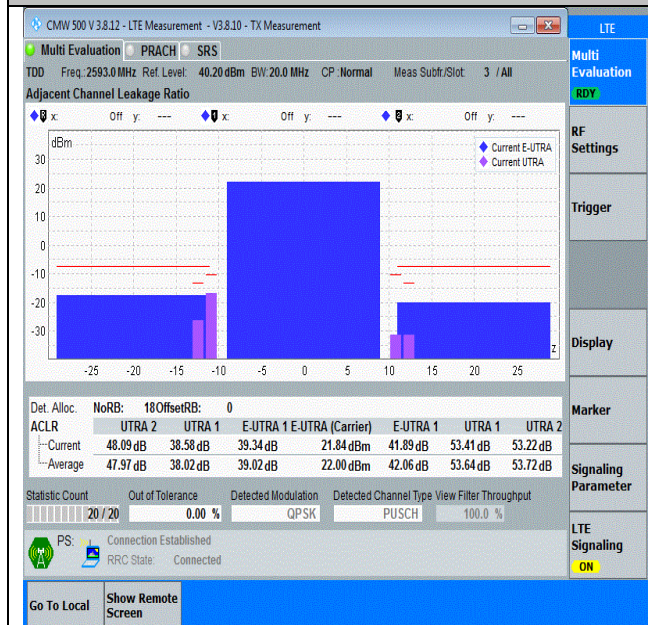 CMW 500 V 3.8.12 - LTE Measurement - V3.8.10 - TX Measurement
LTE
Multi Evaluation PRACH SRS
TDD Freq.:2593.0 MHz Ref. Level: 40.20 dBm BW:20.0 MHz CP :Normal Meas Subfr./Slot: 3 / All
Adjacent Channel Leakage Ratio
x: Off y: --- x: Off y: --- x: Off y: ---
dBm
Current E-UTRA
Current UTRA
30
20
10
0
-10
-20
-30
z
-25 -20 -15 -10 -5 0 5 10 15 20 25
Det. Alloc. NoRB: 18 OffsetRB: 0
ACLR UTRA 2 UTRA 1 E-UTRA 1 E-UTRA (Carrier) E-UTRA 1 UTRA 1 UTRA 2
Current 48.09 dB 38.58 dB 39.34 dB 21.84 dBm 41.89 dB 53.41 dB 53.22 dB
Average 47.97 dB 38.02 dB 39.02 dB 22.00 dBm 42.06 dB 53.64 dB 53.72 dB
Statistic Count Out of Tolerance Detected Modulation Detected Channel Type View Filter Throughput
20 / 20 0.00 % QPSK PUSCH 100.0 %
PS: Connection Established
RRC State: Connected
Multi
Evaluation
RDY
RF
Settings
Trigger
Display
Marker
Signaling
Parameter
LTE
Signaling
ON
Go To Local
Show Remote
Screen